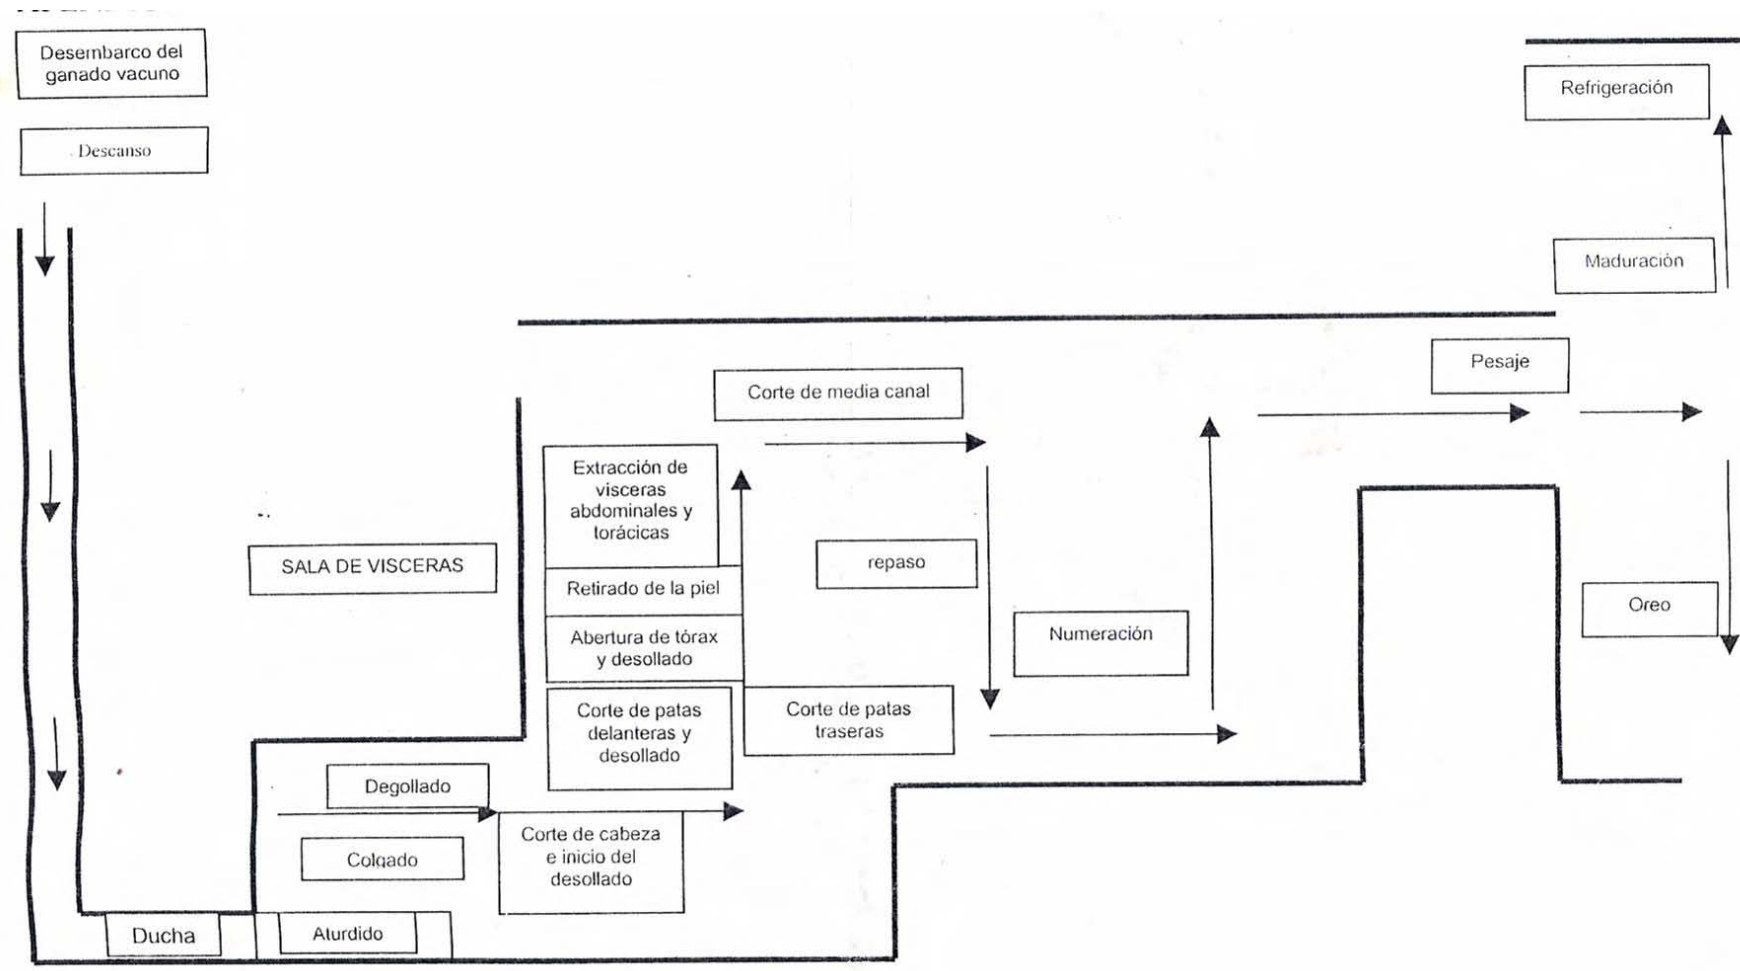 Desembarco del
ganado vacuno
Descanso
Refrigeración
Maduración
Pesaje
Corte de media canal
Extracción de
visceras
abdominales y
torácicas
SALA DE VISCERAS
repaso
Retirado de la piel
Oreo
Numeración
Abertura de tórax
y desollado
Corte de patas
delanteras y
desollado
Corte de patas
traseras
Degollado
Colgado
Corte de cabeza
e inicio del
desollado
Ducha
Aturdido